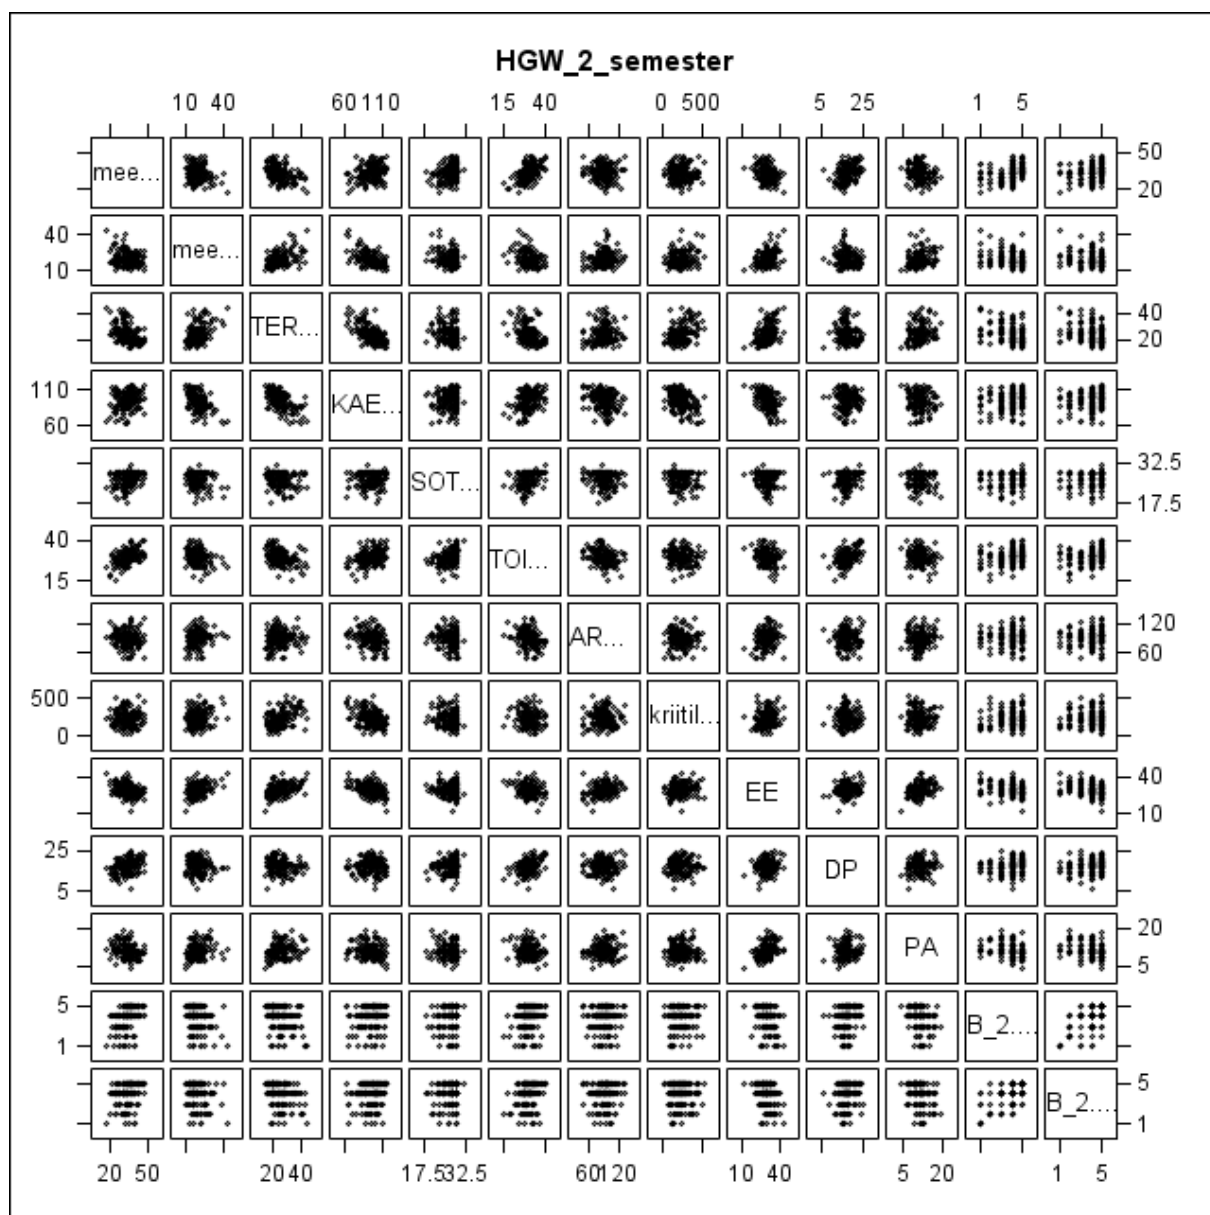 HGW_2_semester
10 40 60 110 15 40 0 500 5 25 1 5
mee... 50 20
40 10 mee...
TER... 40 20
110 60 KAE...
SOT... 32.5 17.5
40 15 TOI...
AR... 120 60
500 0 kriitil...
EE 40 10
25 5 DP
PA 20 5
5 1 B_2....
B_2.... 5 1
20 50 20 40 17.5 32.5 60 120 10 40 5 20 1 5